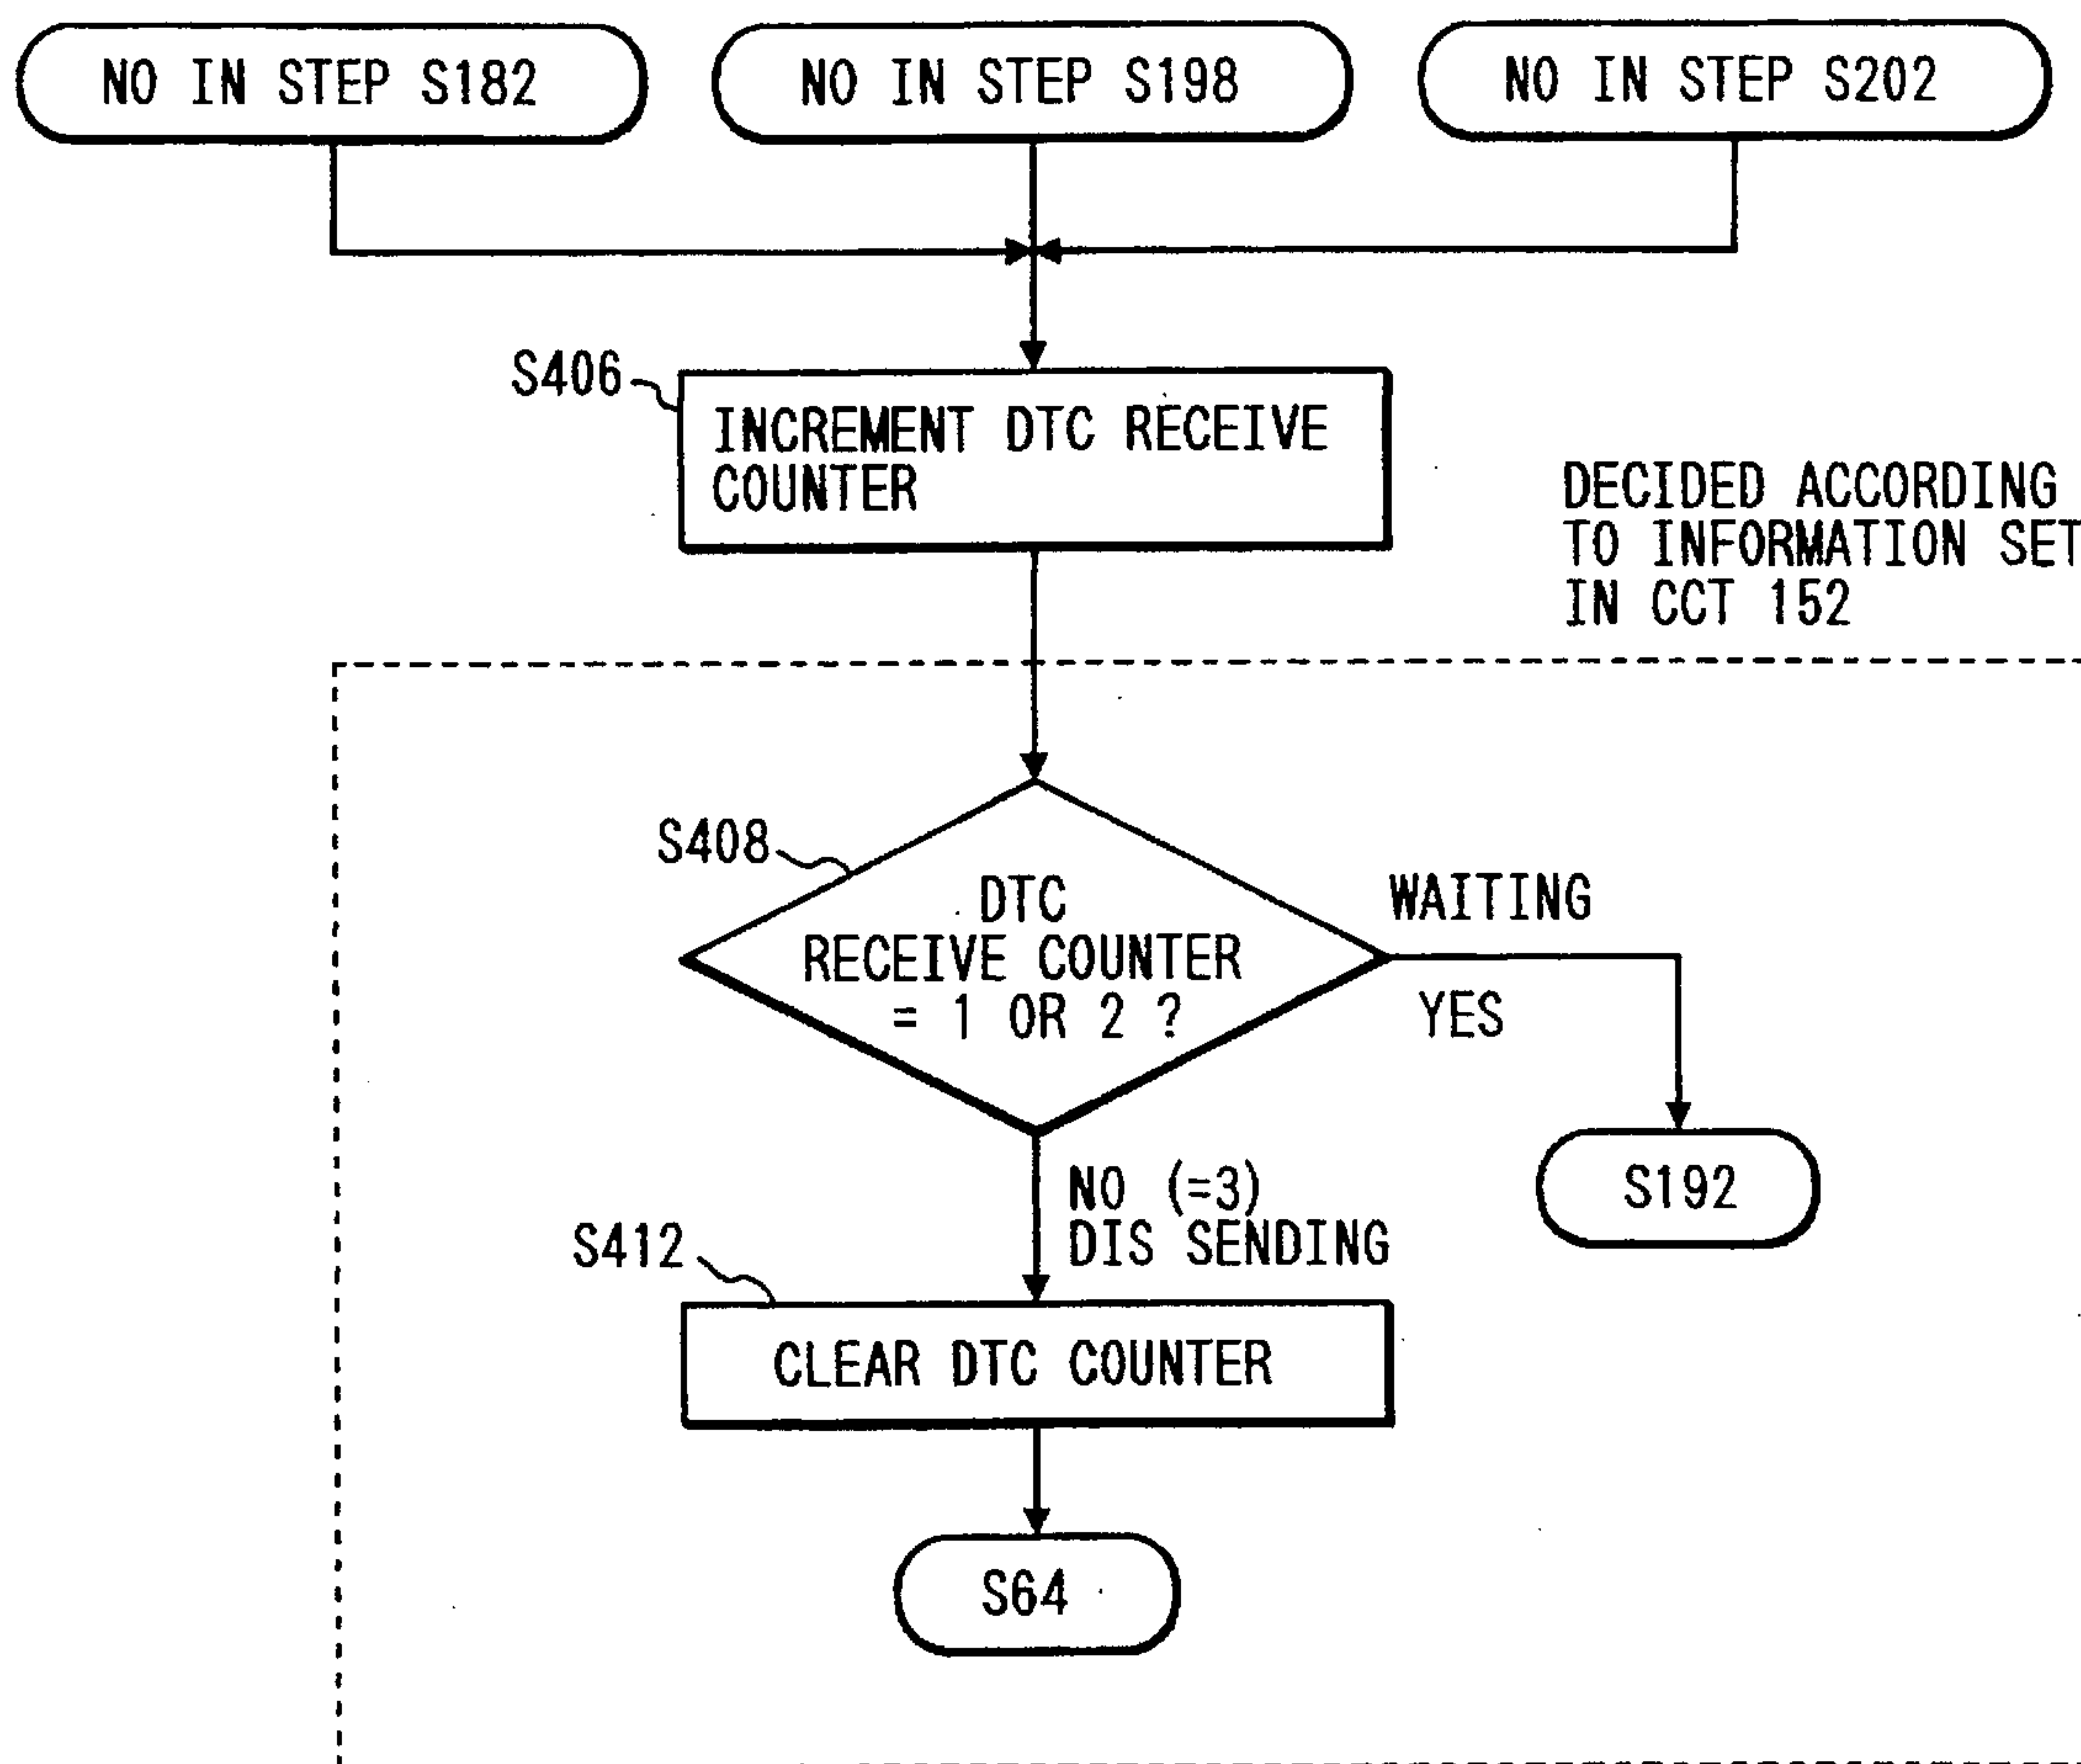 NO IN STEP S182
NO IN STEP S198
NO IN STEP S202
S406
INCREMENT DTC RECEIVE
COUNTER
DECIDED ACCORDING
TO INFORMATION SET
IN CCT 152
S408
DTC
RECEIVE COUNTER
= 1 OR 2 ?
WAITING
YES
S192
NO (=3)
DIS SENDING
S412
CLEAR DTC COUNTER
S64